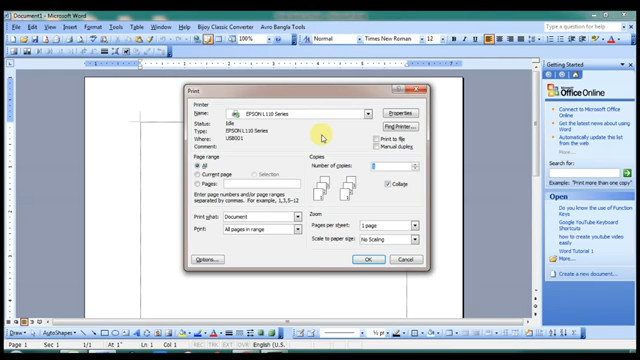 Document1 - Microsoft Word
File Edit View Insert Format Tools Table Window Help Bijoy Classic Converter Avro Bangla Tools
Type a question for help
100%
Normal Times New Roman 12
Getting Started
Print
Printer
Name: EPSON L110 Series Properties
Status: Idle
Type: EPSON L110 Series Find Printer...
Where: USB001
Comment:
Print to file
Manual duplex
Page range
All
Current page Selection
Pages:
Enter page numbers and/or page ranges
separated by commas. For example, 1,3,5-12
Copies
Number of copies:
Collate
Print what: Document
Print: All pages in range
Zoom
Pages per sheet: 1 page
Scale to paper size: No Scaling
Options... OK Cancel
Microsoft
Office Online
Connect to Microsoft
Office Online
Get the latest news about
using Word
Automatically update this
list from the web
More...
Search for:
Example: "Print more than one copy"
Open
Do you know the use of
Function Keys
Google YouTube Keyboard
Shortcuts
how to create youtube video
easily
Word Tutorial 1
More...
Create a new document...
Draw AutoShapes ½ pt
Page 1 Sec 1 1/1 At 1" Ln 1 Col 1 REC TRK EXT OVR English (U.S.